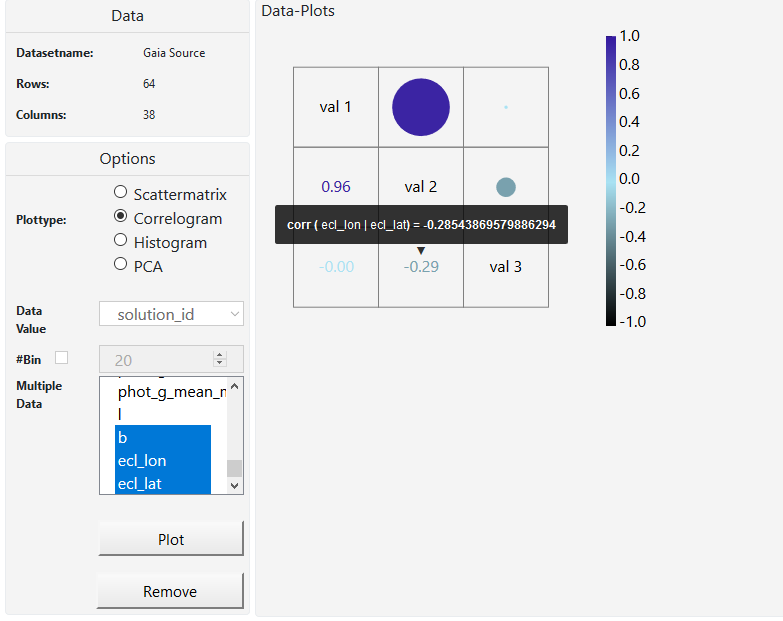 Data
Datasetname: Gaia Source
Rows: 64
Columns: 38
Options
Plottype:
Scattermatrix
Correlogram
Histogram
PCA
Data Value
solution_id
#Bin
20
Multiple Data
phot_g_mean_m
l
b
ecl_lon
ecl_lat
Plot
Remove
Data-Plots
val 1
0.96 val 2
corr ( ecl_lon | ecl_lat) = -0.28543869579886294
-0.00 -0.29 val 3
1.0
0.8
0.6
0.4
0.2
0.0
-0.2
-0.4
-0.6
-0.8
-1.0